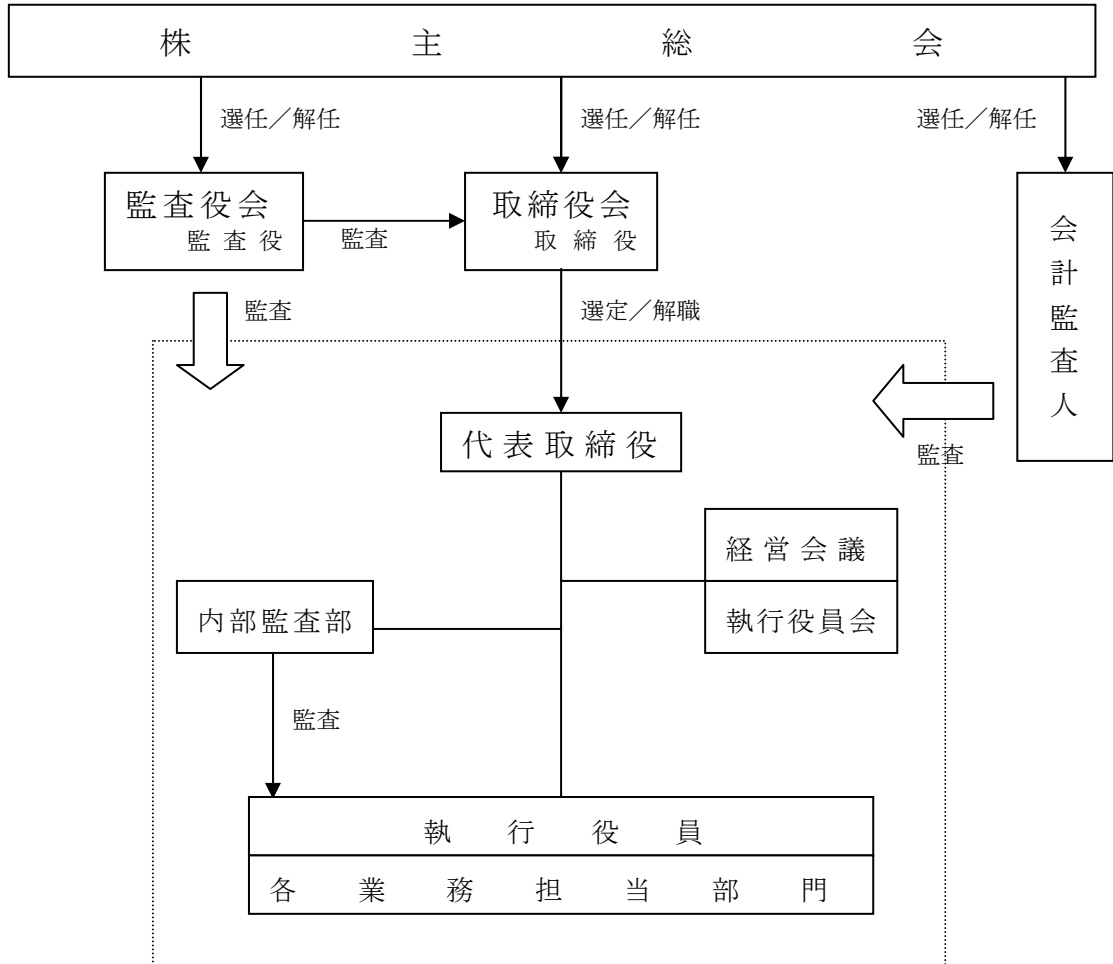 株主総会
選任／解任
選任／解任
選任／解任
監査役会
監査役
監査
取締役会
取締役
会計監査人
監査
選定／解職
監査
代表取締役
経営会議
執行役員会
内部監査部
監査
執行役員
各業務担当部門